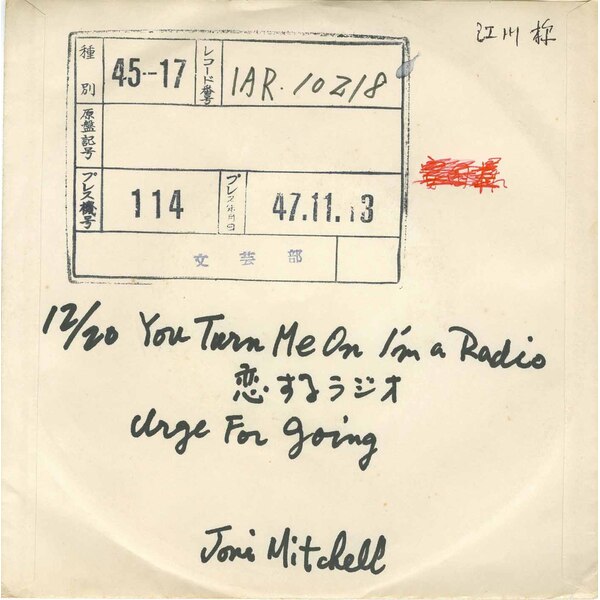 江川 様
種別 45--17 レコード番号 IAR.10218
原盤記号
プレス機号 114 プレス年月日 47.11.13
文芸部
12/20 You Turn Me On I'm a Radio
恋するラジオ
Urge For Going
Joni Mitchell